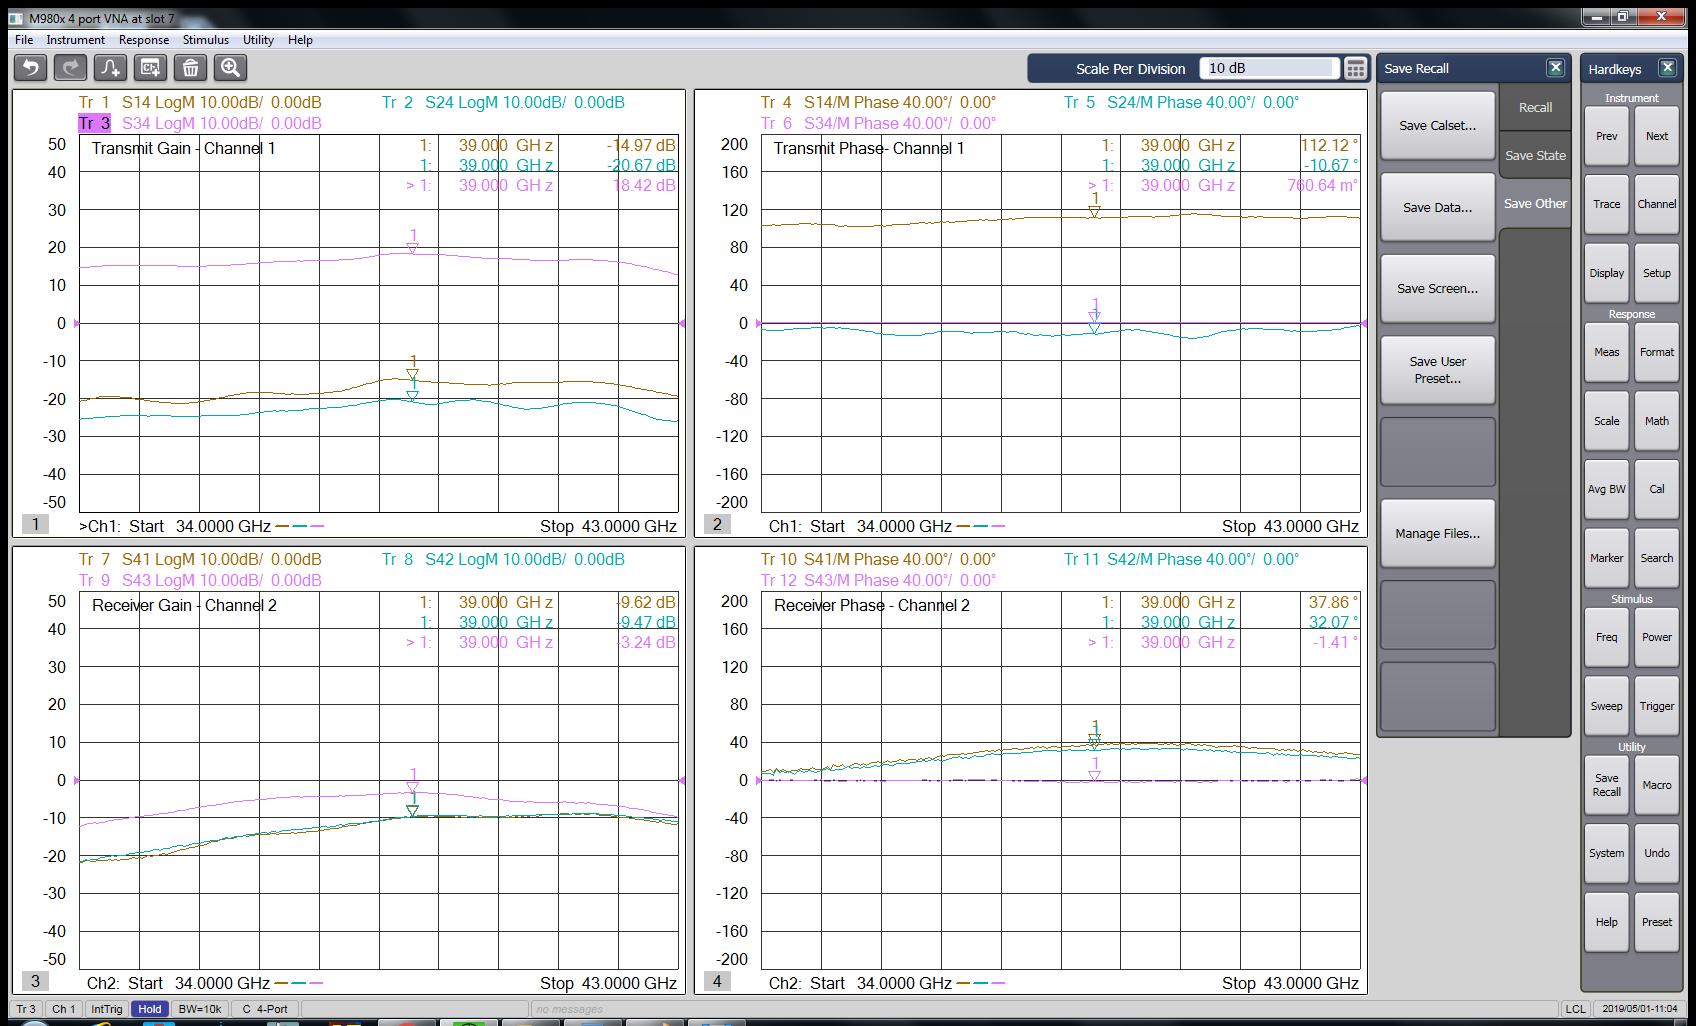 M980x 4 port VNA at slot 7
File Instrument Response Stimulus Utility Help
Scale Per Division 10 dB
Tr 1 S14 LogM 10.00dB/ 0.00dB Tr 2 S24 LogM 10.00dB/ 0.00dB
Tr 3 S34 LogM 10.00dB/ 0.00dB
Transmit Gain - Channel 1
1: 39.000 GHz -14.97 dB
1: 39.000 GHz -20.67 dB
> 1: 39.000 GHz 18.42 dB
50
40
30
20
10
0
-10
-20
-30
-40
-50
1
1
1
1 >Ch1: Start 34.0000 GHz Stop 43.0000 GHz
Tr 4 S14/M Phase 40.00°/ 0.00° Tr 5 S24/M Phase 40.00°/ 0.00°
Tr 6 S34/M Phase 40.00°/ 0.00°
Transmit Phase- Channel 1
1: 39.000 GHz 112.12 °
1: 39.000 GHz -10.67 °
> 1: 39.000 GHz 760.64 m°
200
160
120
80
40
0
-40
-80
-120
-160
-200
1
1
1
2 Ch1: Start 34.0000 GHz Stop 43.0000 GHz
Tr 7 S41 LogM 10.00dB/ 0.00dB Tr 8 S42 LogM 10.00dB/ 0.00dB
Tr 9 S43 LogM 10.00dB/ 0.00dB
Receiver Gain - Channel 2
1: 39.000 GHz -9.62 dB
1: 39.000 GHz -9.47 dB
> 1: 39.000 GHz -3.24 dB
50
40
30
20
10
0
-10
-20
-30
-40
-50
1
1
3 Ch2: Start 34.0000 GHz Stop 43.0000 GHz
Tr 10 S41/M Phase 40.00°/ 0.00° Tr 11 S42/M Phase 40.00°/ 0.00°
Tr 12 S43/M Phase 40.00°/ 0.00°
Receiver Phase - Channel 2
1: 39.000 GHz 37.86 °
1: 39.000 GHz 32.07 °
> 1: 39.000 GHz -1.41 °
200
160
120
80
40
0
-40
-80
-120
-160
-200
1
1
1
4 Ch2: Start 34.0000 GHz Stop 43.0000 GHz
Save Recall
Save Calset...
Save Data...
Save Screen...
Save User
Preset...
Manage Files...
Recall
Save State
Save Other
Hardkeys
Instrument
Prev Next
Trace Channel
Display Setup
Response
Meas Format
Scale Math
Avg BW Cal
Marker Search
Stimulus
Freq Power
Sweep Trigger
Utility
Save
Recall Macro
System Undo
Help Preset
Tr 3 Ch 1 IntTrig Hold BW=10k C 4-Port no messages LCL 2019/05/01-11:04